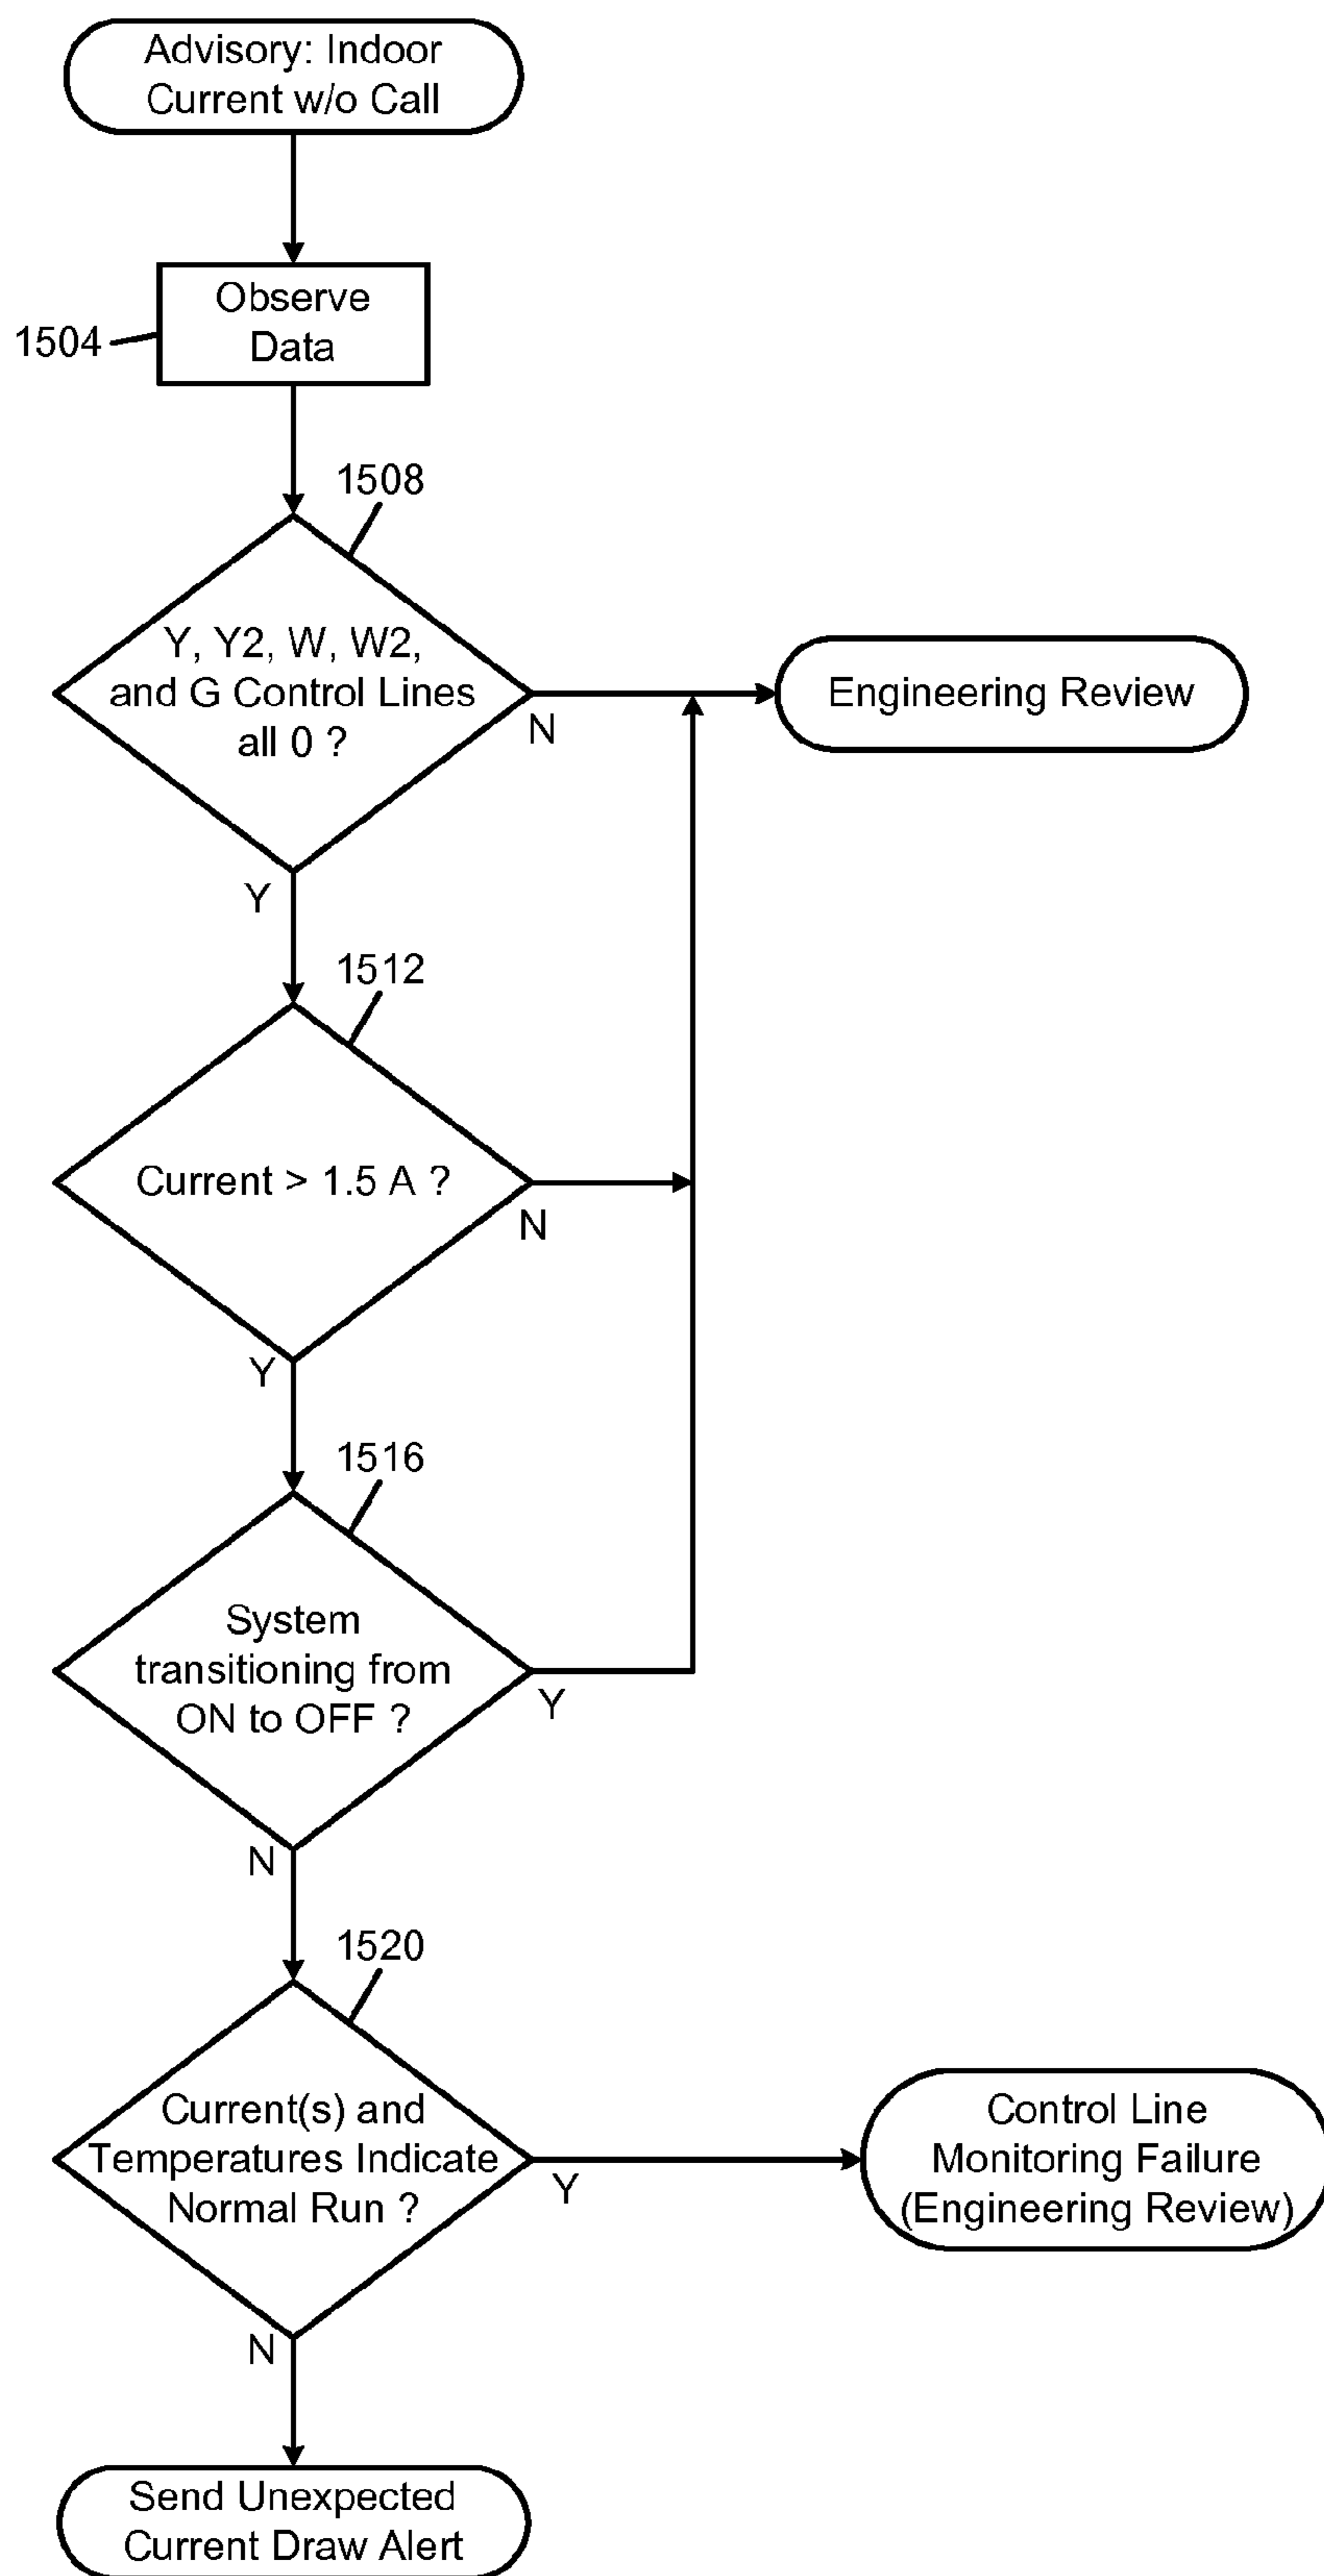 Advisory: Indoor
Current w/o Call
Observe
Data
1504
1508
Y, Y2, W, W2,
and G Control Lines
all 0 ?
N
Engineering Review
Y
1512
Current > 1.5 A ?
N
Y
1516
System
transitioning from
ON to OFF ?
Y
N
1520
Current(s) and
Temperatures Indicate
Normal Run ?
Y
Control Line
Monitoring Failure
(Engineering Review)
N
Send Unexpected
Current Draw Alert